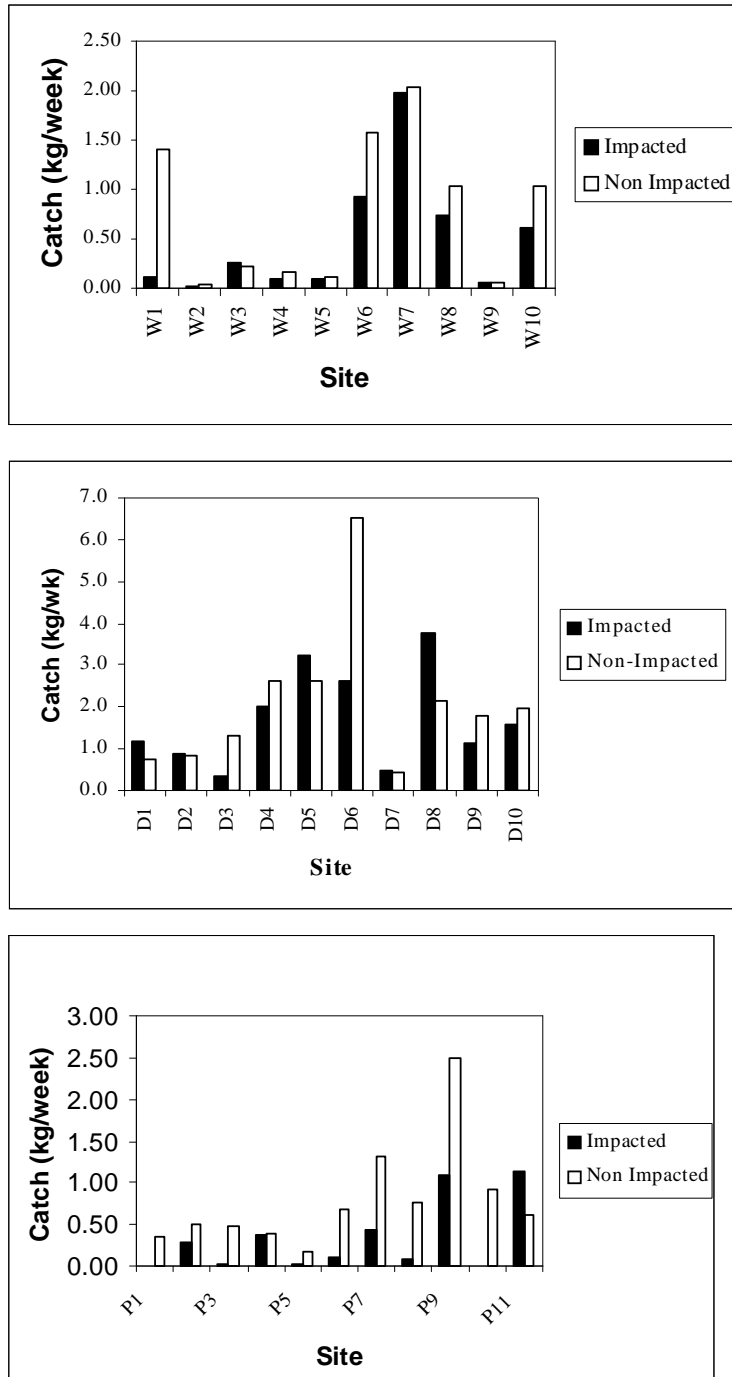 2.50
2.00
1.50
1.00
0.50
0.00
Catch (kg/week)
W1 W2 W3 W4 W5 W6 W7 W8 W9 W10
Site
Impacted
Non Impacted
7.0
6.0
5.0
4.0
3.0
2.0
1.0
0.0
Catch (kg/wk)
D1 D2 D3 D4 D5 D6 D7 D8 D9 D10
Site
Impacted
Non-Impacted
3.00
2.50
2.00
1.50
1.00
0.50
0.00
Catch (kg/week)
P1 P3 P5 P7 P9 P11
Site
Impacted
Non Impacted